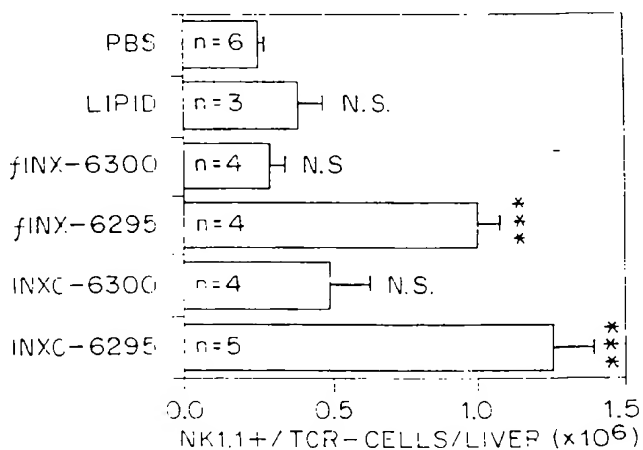 PBS n=6
LIPID n=3 N.S.
fINX-6300 n=4 N.S
fINX-6295 n=4 ***
INXC-6300 n=4 N.S.
INXC-6295 n=5 ***
0.0 0.5 1.0 1.5
NK1.1+/TCR-CELLS/LIVER (x10⁶)